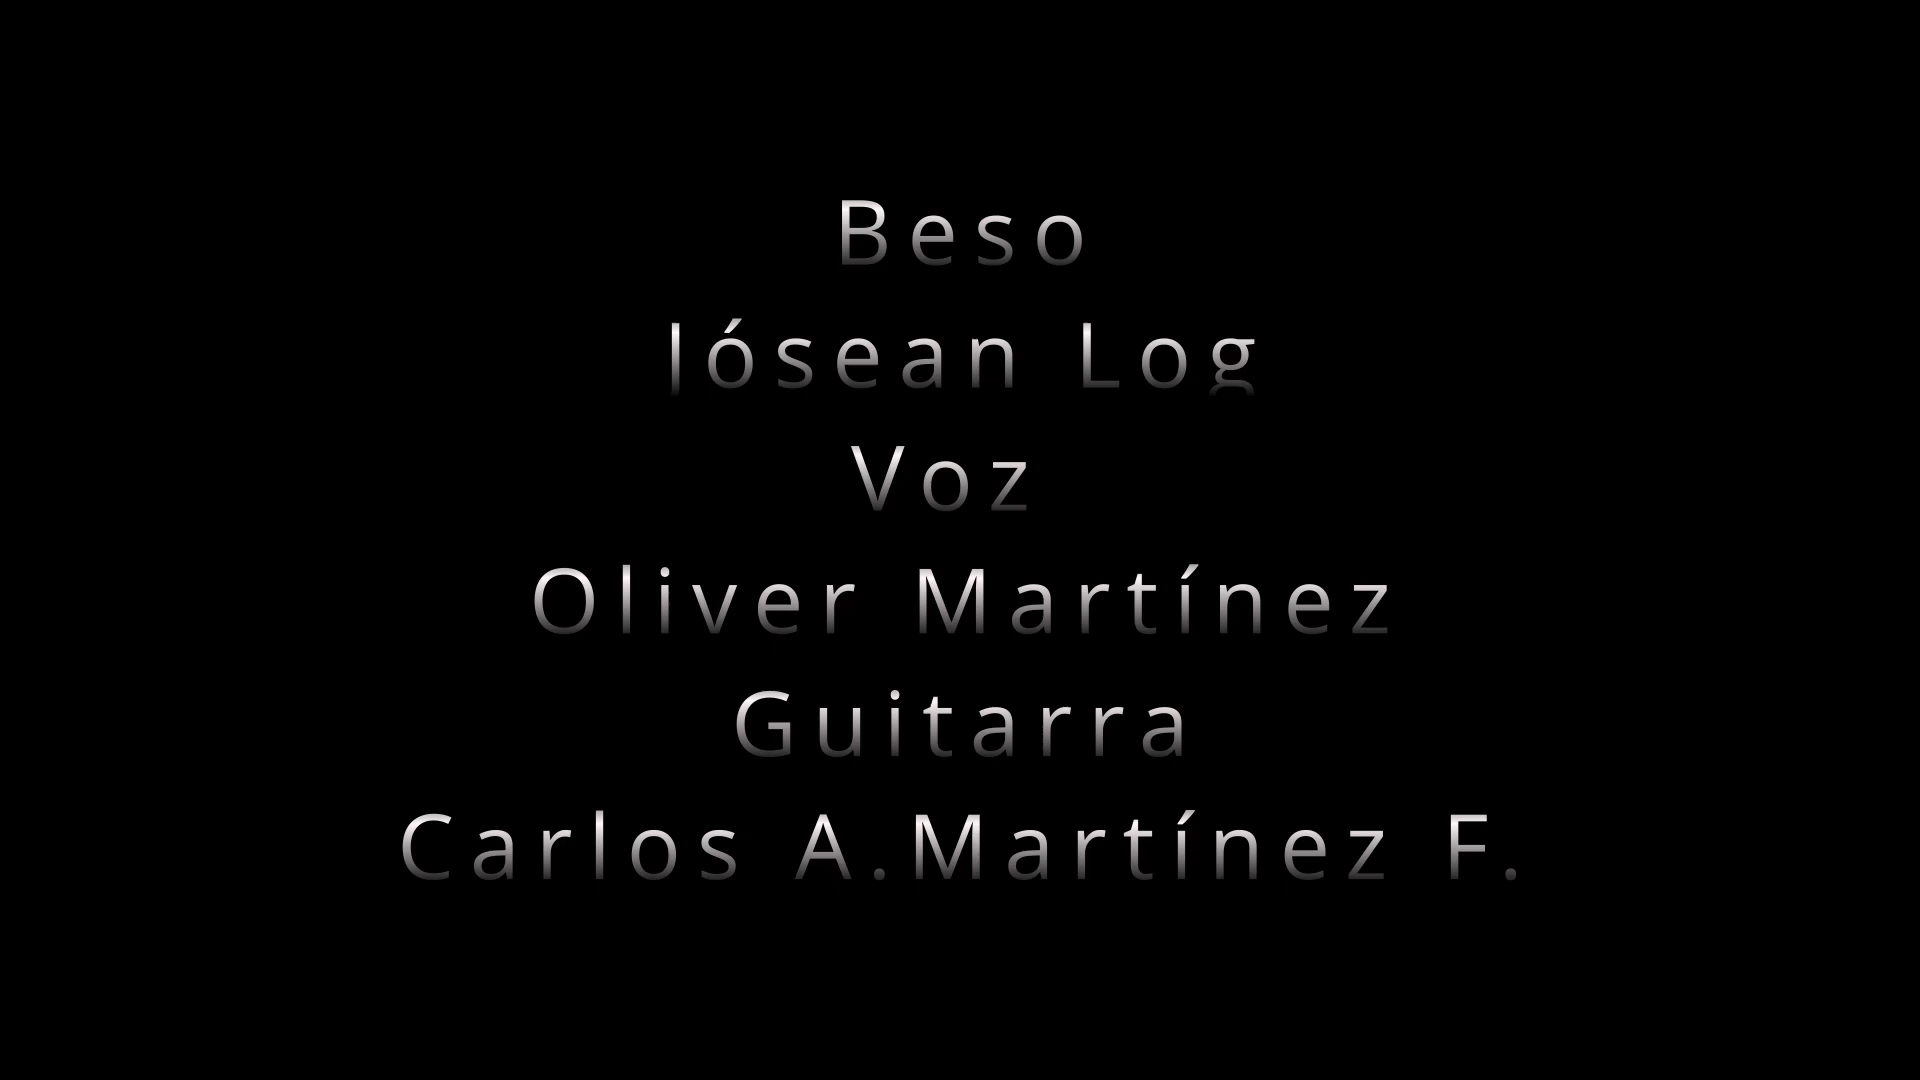 Beso
Jósean Log
Voz
Oliver Martínez
Guitarra
Carlos A.Martínez F.